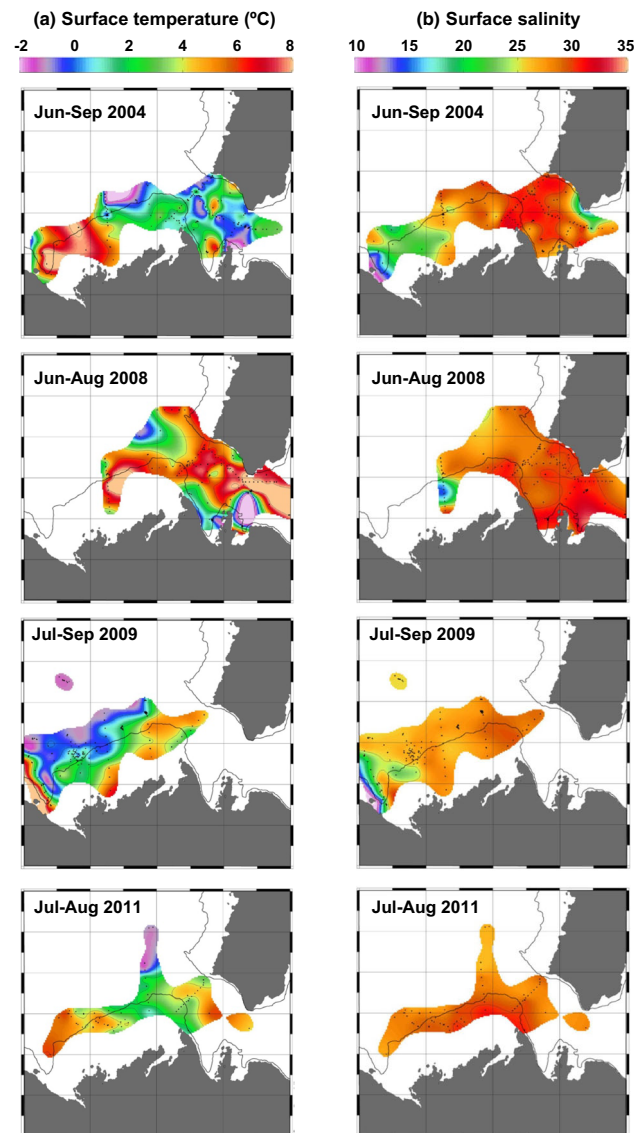 (a) Surface temperature (ºC) (b) Surface salinity
-2 0 2 4 6 8 10 15 20 25 30 35
Jun-Sep 2004 Jun-Sep 2004
Jun-Aug 2008 Jun-Aug 2008
Jul-Sep 2009 Jul-Sep 2009
Jul-Aug 2011 Jul-Aug 2011